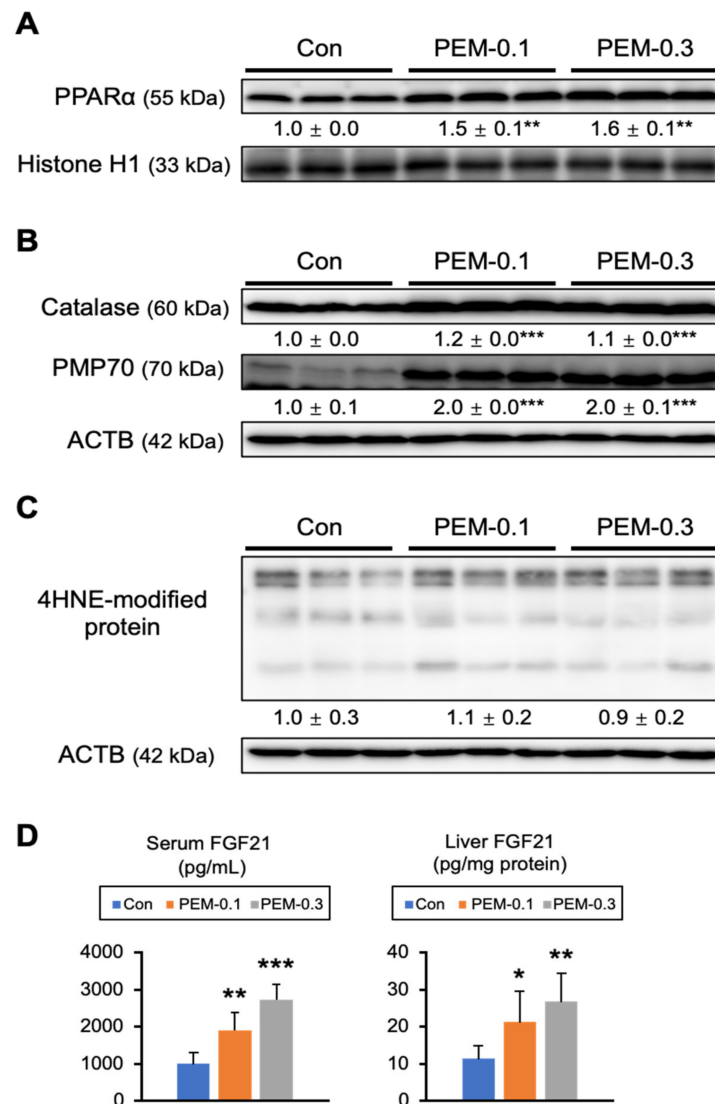 A
Con PEM-0.1 PEM-0.3
PPARα (55 kDa)
1.0 ± 0.0 1.5 ± 0.1** 1.6 ± 0.1**
Histone H1 (33 kDa)
B
Con PEM-0.1 PEM-0.3
Catalase (60 kDa)
1.0 ± 0.0 1.2 ± 0.0*** 1.1 ± 0.0***
PMP70 (70 kDa)
1.0 ± 0.1 2.0 ± 0.0*** 2.0 ± 0.1***
ACTB (42 kDa)
C
Con PEM-0.1 PEM-0.3
4HNE-modified
protein
1.0 ± 0.3 1.1 ± 0.2 0.9 ± 0.2
ACTB (42 kDa)
D
Serum FGF21
(pg/mL)
Con PEM-0.1 PEM-0.3
4000
3000
2000
1000
0
** ***
Liver FGF21
(pg/mg protein)
Con PEM-0.1 PEM-0.3
40
30
20
10
0
* **